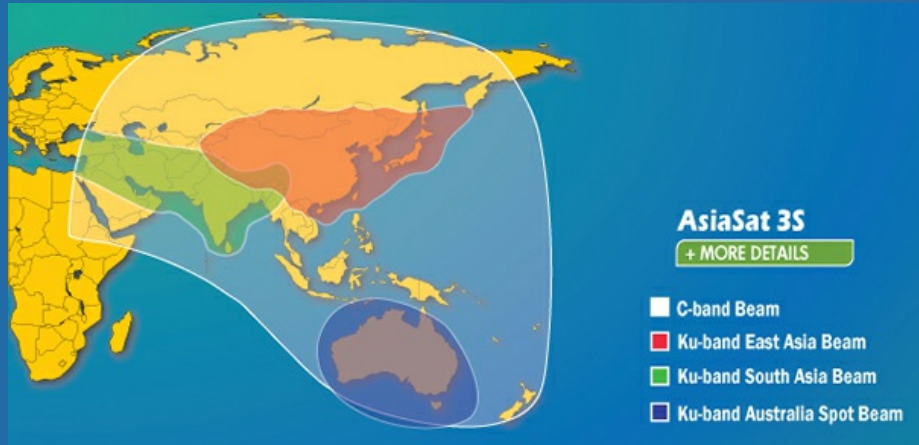 AsiaSat 3S
+ MORE DETAILS
C-band Beam
Ku-band East Asia Beam
Ku-band South Asia Beam
Ku-band Australia Spot Beam